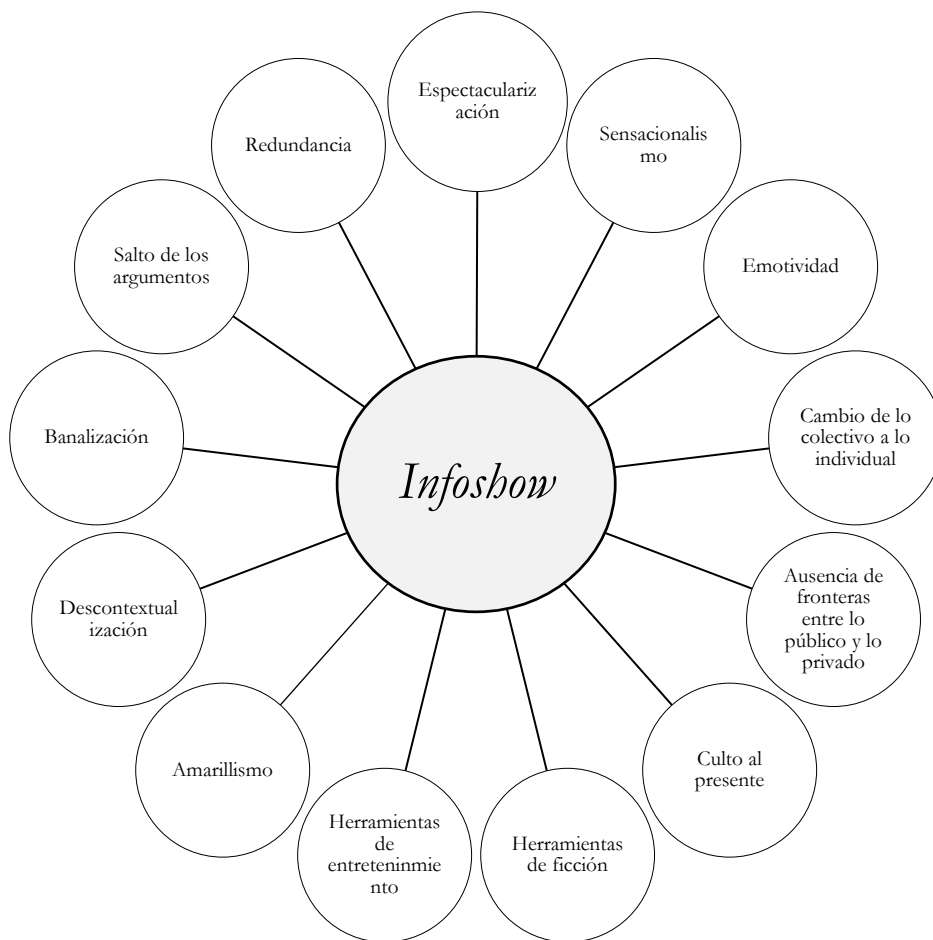 Espectaculariz
ación
Sensacionalis
mo
Emotividad
Cambio de lo
colectivo a lo
individual
Ausencia de
fronteras
entre lo
público y lo
privado
Culto al
presente
Herramientas
de ficción
Herramientas
de
entreteninmie
nto
Amarillismo
Descontextual
ización
Banalización
Salto de los
argumentos
Redundancia
Infoshow